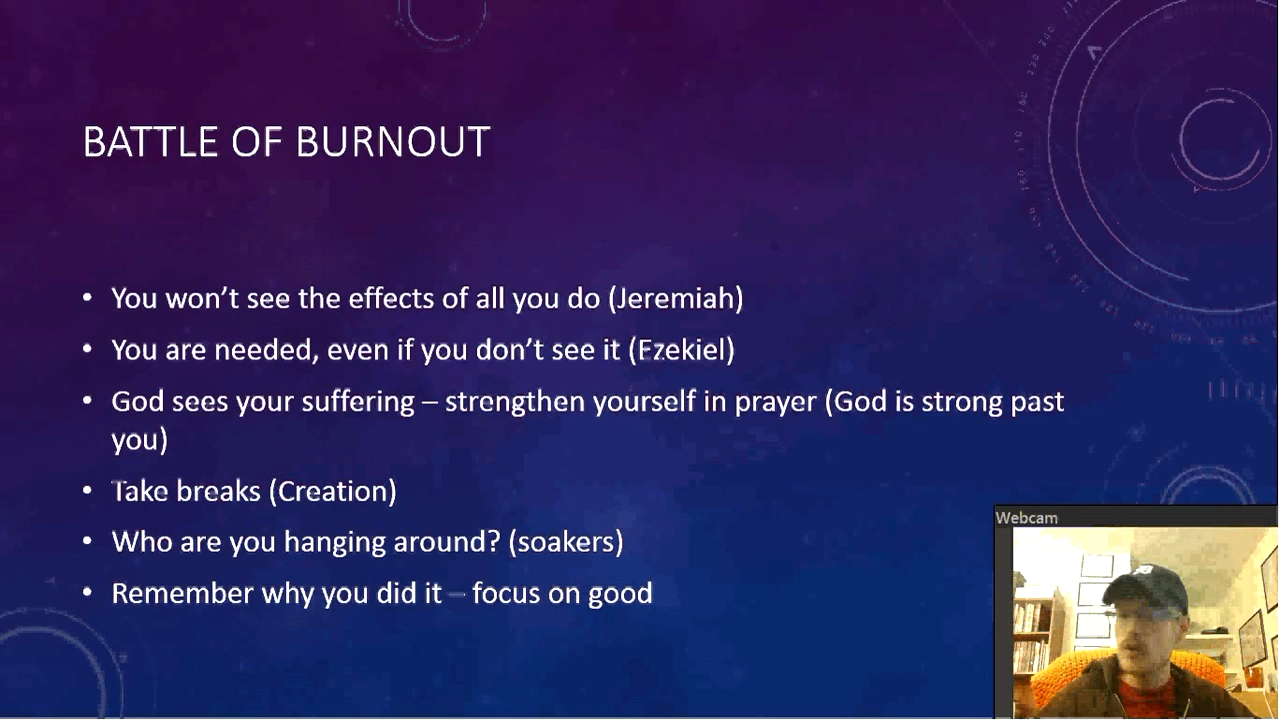 BATTLE OF BURNOUT
• You won't see the effects of all you do (Jeremiah)
• You are needed, even if you don't see it (Ezekiel)
• God sees your suffering – strengthen yourself in prayer (God is strong past
you)
• Take breaks (Creation)
• Who are you hanging around? (soakers)
• Remember why you did it – focus on good
Webcam